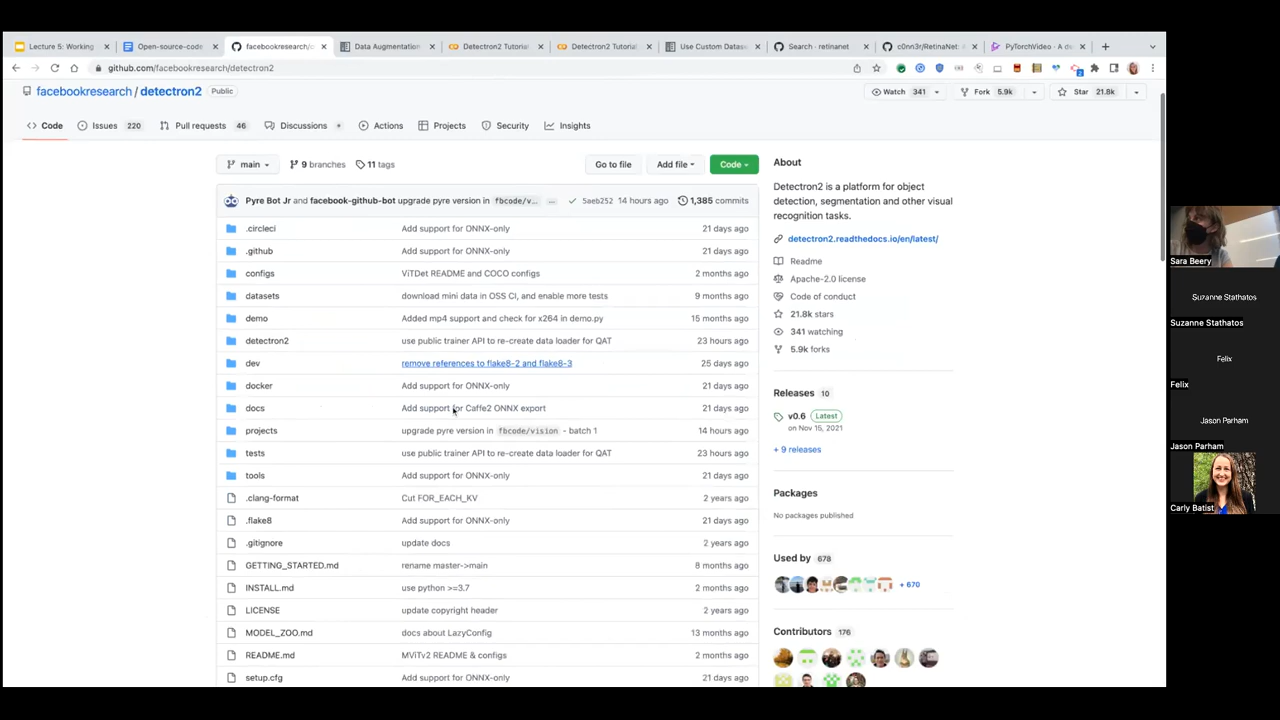 Lecture 5: Working
Open-source-code
facebookresearch/d
Data Augmentation
Detectron2 Tutorial
Detectron2 Tutorial
Use Custom Datas
Search · retinanet
c0nn3r/RetinaNet:
PyTorchVideo · A de
github.com/facebookresearch/detectron2
facebookresearch / detectron2 Public
Watch 341
Fork 5.9k
Star 21.8k
Code
Issues 220
Pull requests 46
Discussions
Actions
Projects
Security
Insights
main
9 branches
11 tags
Go to file
Add file
Code
Pyre Bot Jr and facebook-github-bot upgrade pyre version in fbcode/v... ... 5aeb252 14 hours ago 1,385 commits
.circleci Add support for ONNX-only 21 days ago
.github Add support for ONNX-only 21 days ago
configs ViTDet README and COCO configs 2 months ago
datasets download mini data in OSS CI, and enable more tests 9 months ago
demo Added mp4 support and check for x264 in demo.py 15 months ago
detectron2 use public trainer API to re-create data loader for QAT 23 hours ago
dev remove references to flake8-2 and flake8-3 25 days ago
docker Add support for ONNX-only 21 days ago
docs Add support for Caffe2 ONNX export 21 days ago
projects upgrade pyre version in fbcode/vision - batch 1 14 hours ago
tests use public trainer API to re-create data loader for QAT 23 hours ago
tools Add support for ONNX-only 21 days ago
.clang-format Cut FOR_EACH_KV 2 years ago
.flake8 Add support for ONNX-only 21 days ago
.gitignore update docs 2 years ago
GETTING_STARTED.md rename master->main 8 months ago
INSTALL.md use python >=3.7 2 months ago
LICENSE update copyright header 2 years ago
MODEL_ZOO.md docs about LazyConfig 13 months ago
README.md MViTv2 README & configs 2 months ago
setup.cfg Add support for ONNX-only 21 days ago
About
Detectron2 is a platform for object
detection, segmentation and other visual
recognition tasks.
detectron2.readthedocs.io/en/latest/
Readme
Apache-2.0 license
Code of conduct
21.8k stars
341 watching
5.9k forks
Releases 10
v0.6 Latest
on Nov 15, 2021
+ 9 releases
Packages
No packages published
Used by 678
+ 670
Contributors 176
Sara Beery
Suzanne Stathatos
Suzanne Stathatos
Felix
Felix
Jason Parham
Jason Parham
Carly Batist